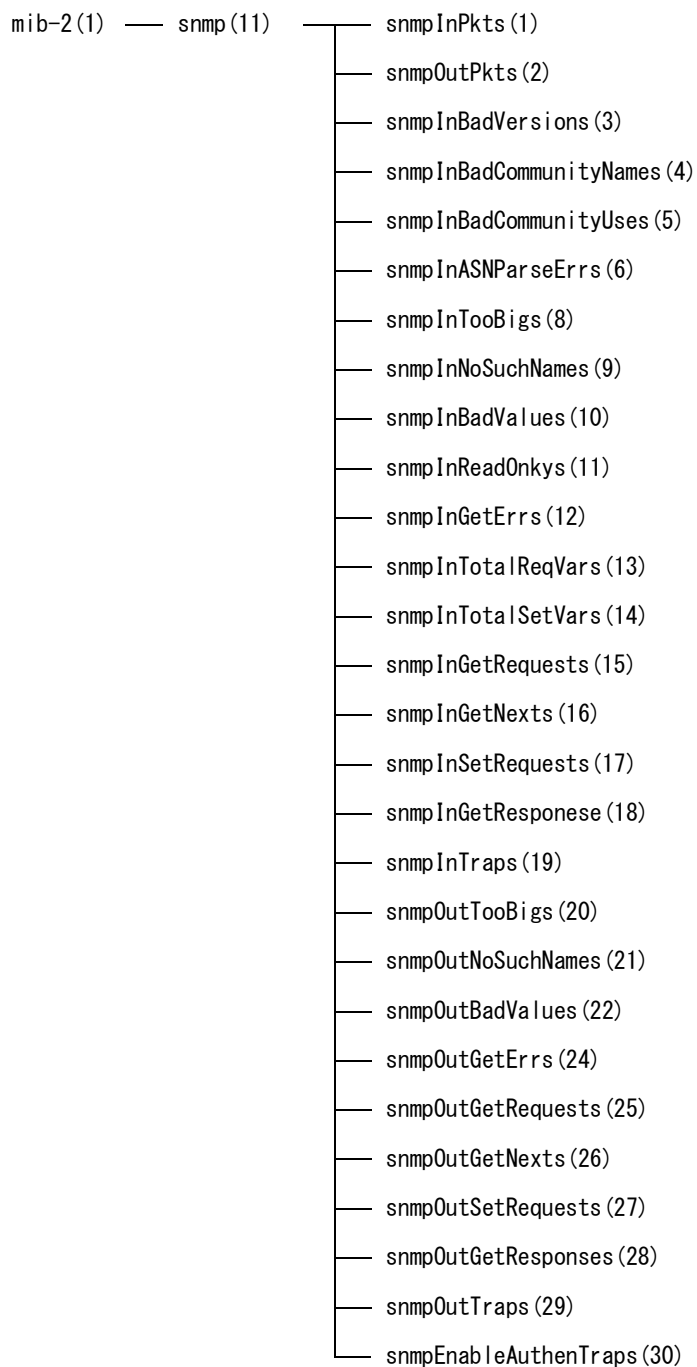 mib-2(1) snmp(11) snmpInPkts(1)
snmpOutPkts(2)
snmpInBadVersions(3)
snmpInBadCommunityNames(4)
snmpInBadCommunityUses(5)
snmpInASNParseErrs(6)
snmpInTooBigs(8)
snmpInNoSuchNames(9)
snmpInBadValues(10)
snmpInReadOnkys(11)
snmpInGetErrs(12)
snmpInTotalReqVars(13)
snmpInTotalSetVars(14)
snmpInGetRequests(15)
snmpInGetNexts(16)
snmpInSetRequests(17)
snmpInGetResponese(18)
snmpInTraps(19)
snmpOutTooBigs(20)
snmpOutNoSuchNames(21)
snmpOutBadValues(22)
snmpOutGetErrs(24)
snmpOutGetRequests(25)
snmpOutGetNexts(26)
snmpOutSetRequests(27)
snmpOutGetResponses(28)
snmpOutTraps(29)
snmpEnableAuthenTraps(30)